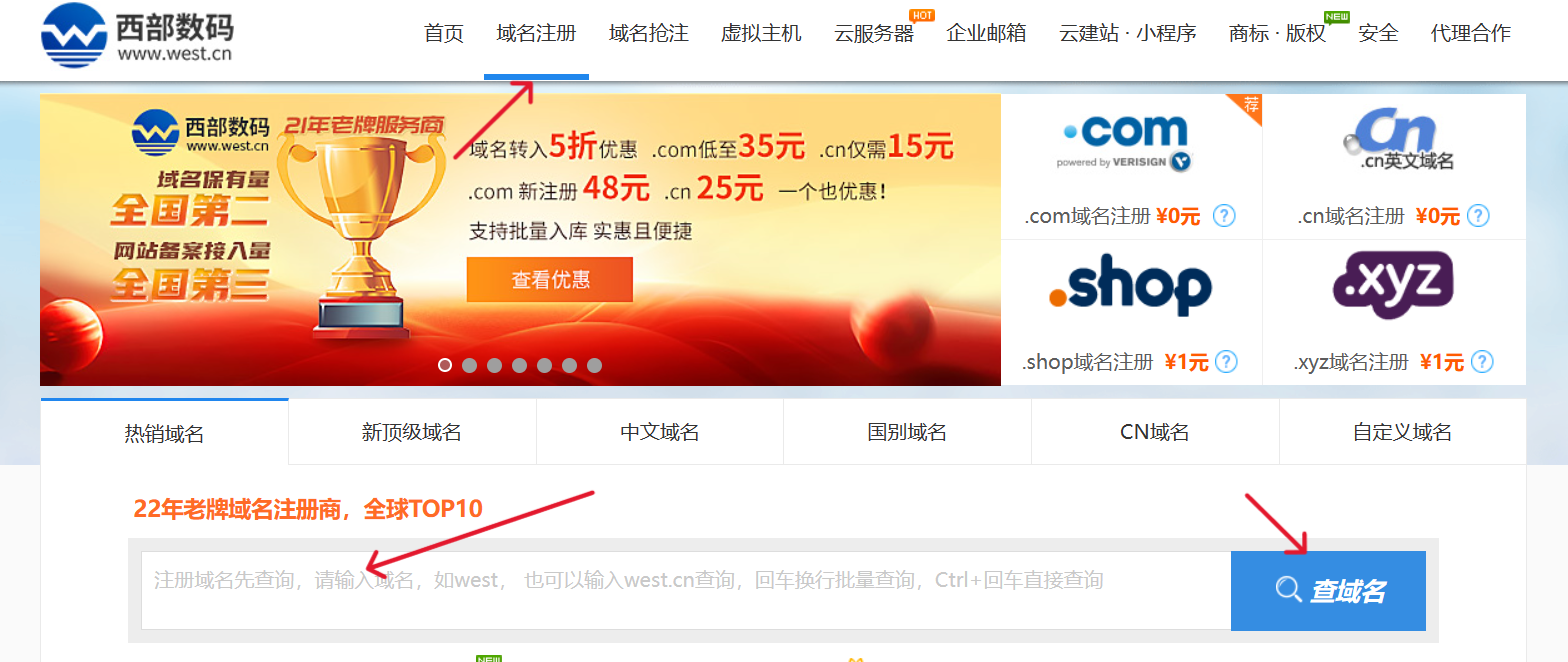 西部数码
www.west.cn
首页 域名注册 域名抢注 虚拟主机 云服务器 HOT 企业邮箱 云建站 · 小程序 商标 · 版权 NEW 安全 代理合作
西部数码
www.west.cn
21年老牌服务商
域名保有量
全国第二
网站备案接入量
全国第三
域名转入5折优惠 .com低至35元 .cn仅需15元
.com 新注册 48元 .cn 25元 一个也优惠!
支持批量入库 实惠且便捷
查看优惠
荐
.com
powered by VERISIGN
.com域名注册 ¥0元 ?
cn
.cn英文域名
.cn域名注册 ¥0元 ?
.shop
.shop域名注册 ¥1元 ?
.xyz
.xyz域名注册 ¥1元 ?
热销域名 新顶级域名 中文域名 国别域名 CN域名 自定义域名
22年老牌域名注册商，全球TOP10
注册域名先查询，请输入域名，如west， 也可以输入west.cn查询，回车换行批量查询，Ctrl+回车直接查询
查域名
NEW